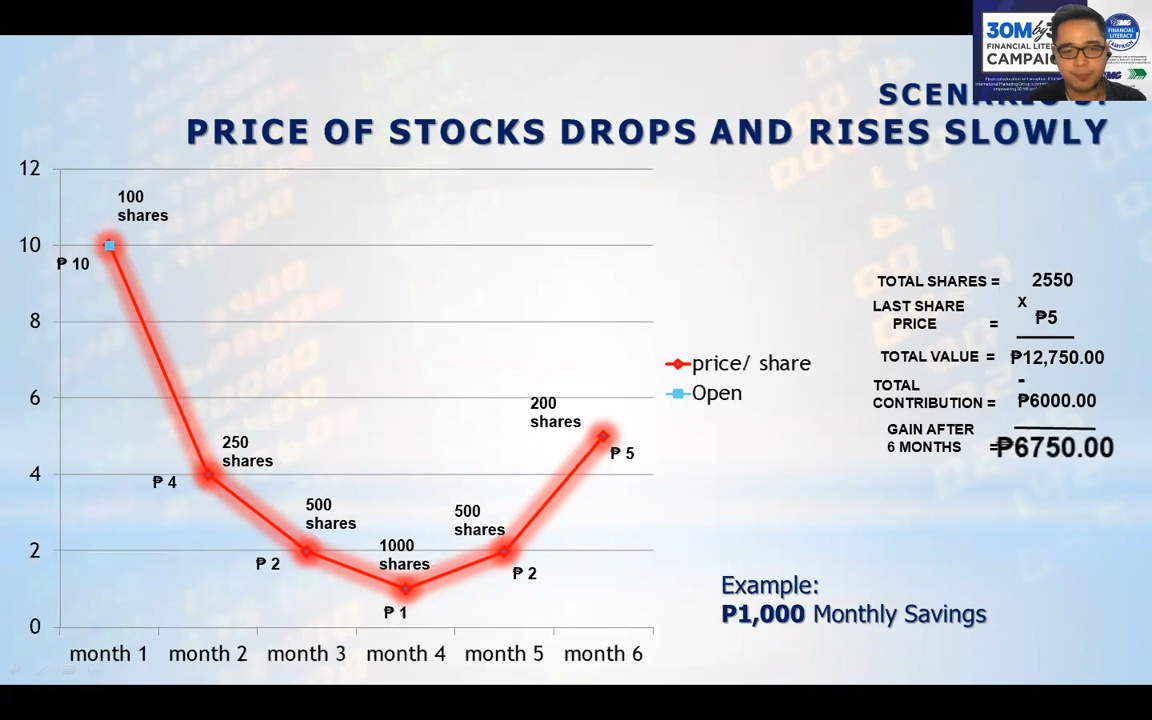 30M by
FINANCIAL
CAMPAI
FINANCIAL
LITERACY
CAMPAIGN
PRICE OF STOCKS DROPS AND RISES SLOWLY
12
10
8
6
4
2
0
100
shares
₱ 10
250
shares
₱ 4
500
shares
₱ 2
1000
shares
₱ 1
500
shares
₱ 2
200
shares
₱ 5
month 1
month 2
month 3
month 4
month 5
month 6
price/ share
Open
TOTAL SHARES = 2550
x
LAST SHARE
PRICE = ₱5
TOTAL VALUE = ₱12,750.00
-
TOTAL
CONTRIBUTION = ₱6000.00
GAIN AFTER
6 MONTHS = ₱6750.00
Example:
P1,000 Monthly Savings